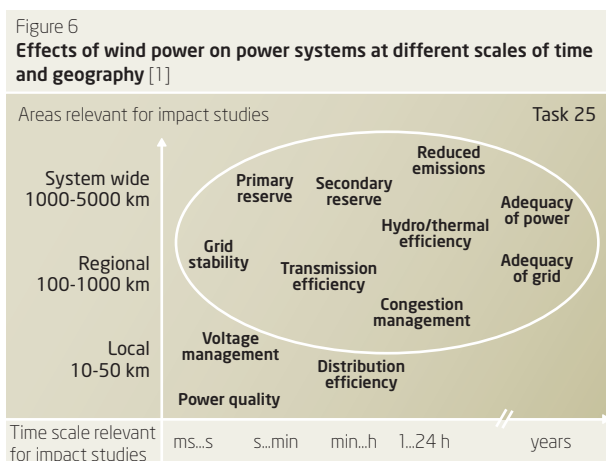 Figure 6
Effects of wind power on power systems at different scales of time
and geography [1]
Areas relevant for impact studies
Task 25
System wide
1000-5000 km
Regional
100-1000 km
Local
10-50 km
Reduced
emissions
Primary
reserve
Secondary
reserve
Adequacy
of power
Hydro/thermal
efficiency
Grid
stability
Transmission
efficiency
Adequacy
of grid
Congestion
management
Voltage
management
Distribution
efficiency
Power quality
Time scale relevant
for impact studies
ms...s
s...min
min...h
1...24 h
years